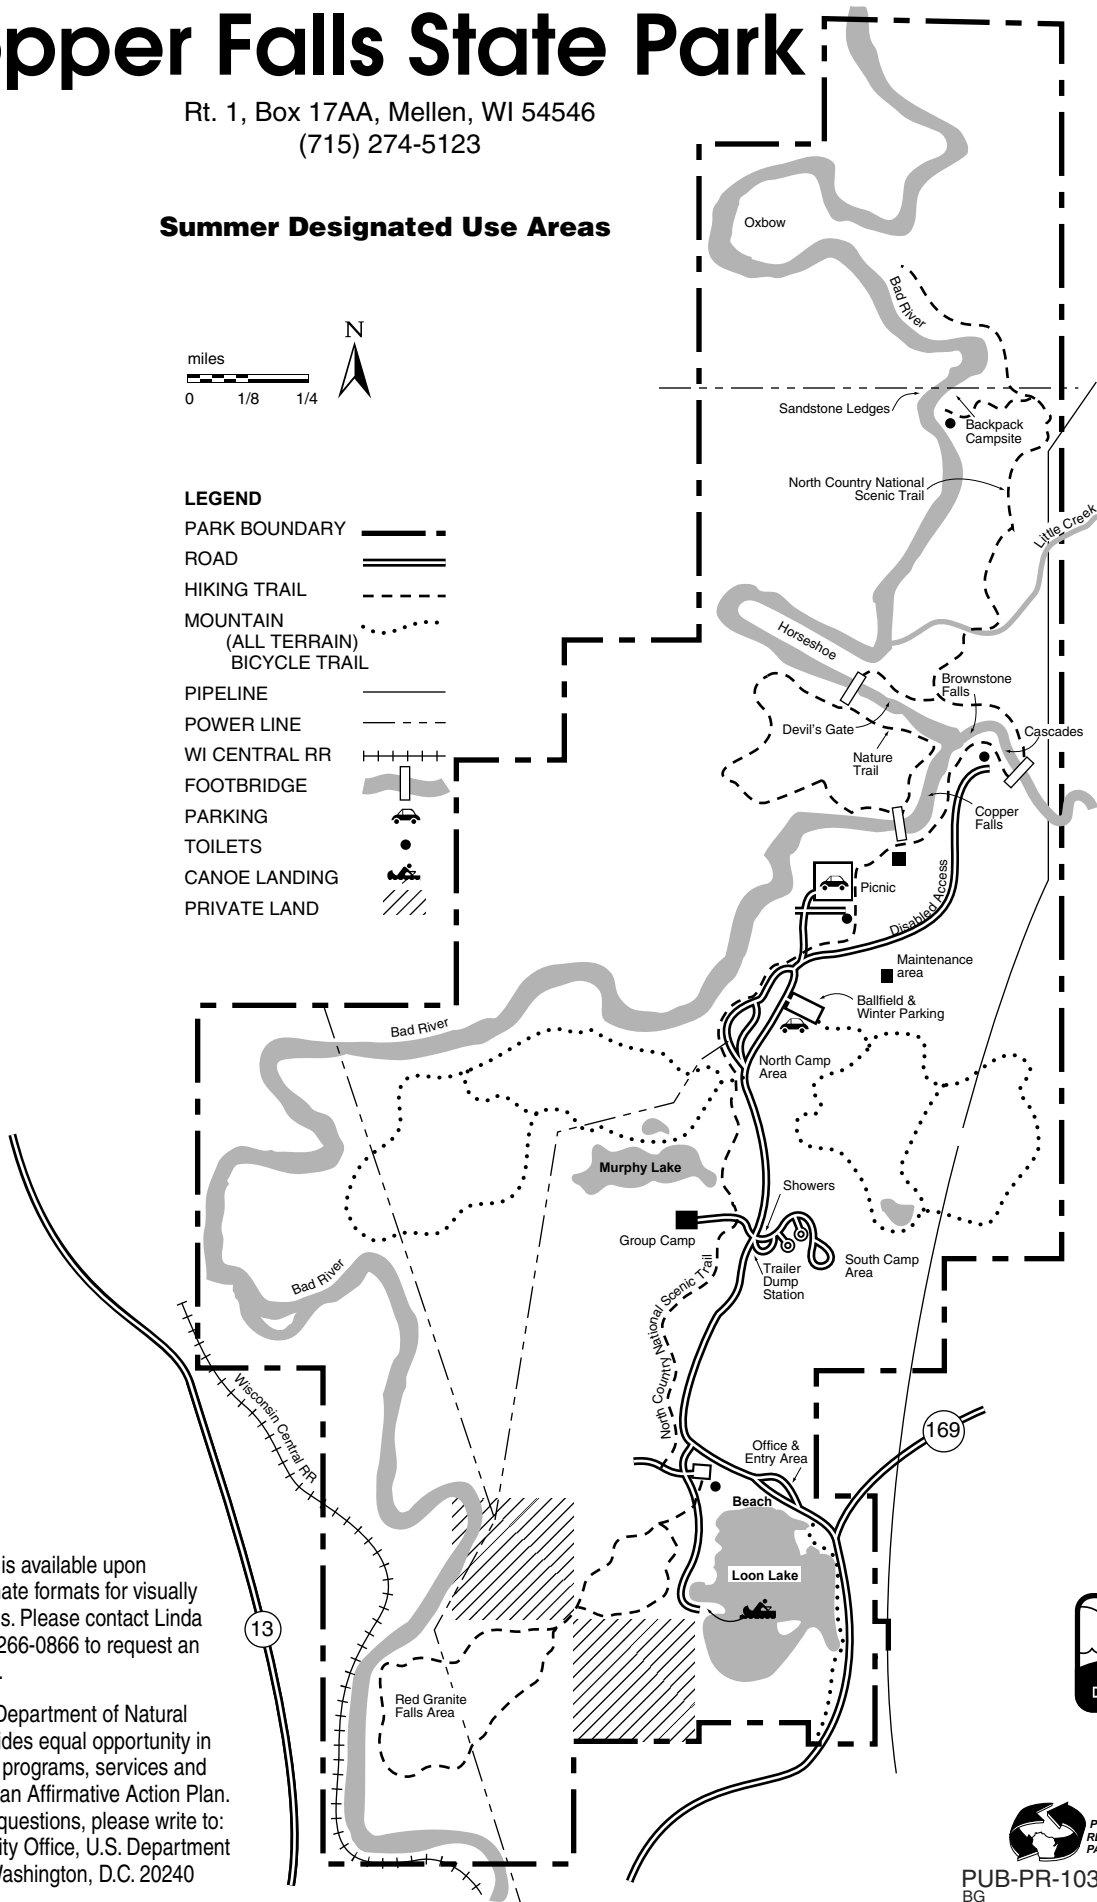 pper Falls State Park
Rt. 1, Box 17AA, Mellen, WI 54546
(715) 274-5123
Summer Designated Use Areas
N
miles
0 1/8 1/4
LEGEND
PARK BOUNDARY
ROAD
HIKING TRAIL
MOUNTAIN
(ALL TERRAIN)
BICYCLE TRAIL
PIPELINE
POWER LINE
WI CENTRAL RR
FOOTBRIDGE
PARKING
TOILETS
CANOE LANDING
PRIVATE LAND
Oxbow
Bad River
Sandstone Ledges
Backpack
Campsite
North Country National
Scenic Trail
Little Creek
Horseshoe
Brownstone
Falls
Devil's Gate
Cascades
Nature
Trail
Copper
Falls
Picnic
Disabled Access
Maintenance
area
Ballfield &
Winter Parking
Bad River
North Camp
Area
Murphy Lake
Showers
Group Camp
South Camp
Area
Trailer
Dump
Station
Bad River
North Country National Scenic Trail
Wisconsin Central RR
169
Office &
Entry Area
Beach
Loon Lake
13
Red Granite
Falls Area
is available upon
nate formats for visually
s. Please contact Linda
266-0866 to request an
.
Department of Natural
ides equal opportunity in
programs, services and
an Affirmative Action Plan.
questions, please write to:
ity Office, U.S. Department
Washington, D.C. 20240
D
P
RE
PA
PUB-PR-103
BG